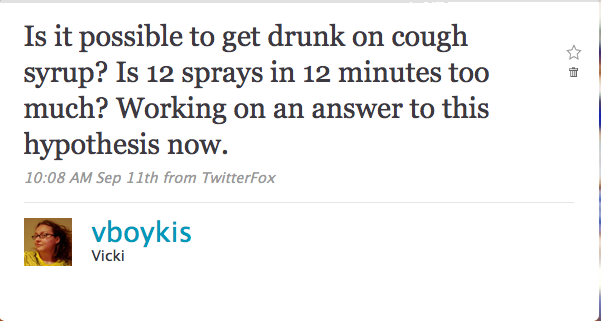 Is it possible to get drunk on cough
syrup? Is 12 sprays in 12 minutes too
much? Working on an answer to this
hypothesis now.
10:08 AM Sep 11th from TwitterFox
vboykis
Vicki